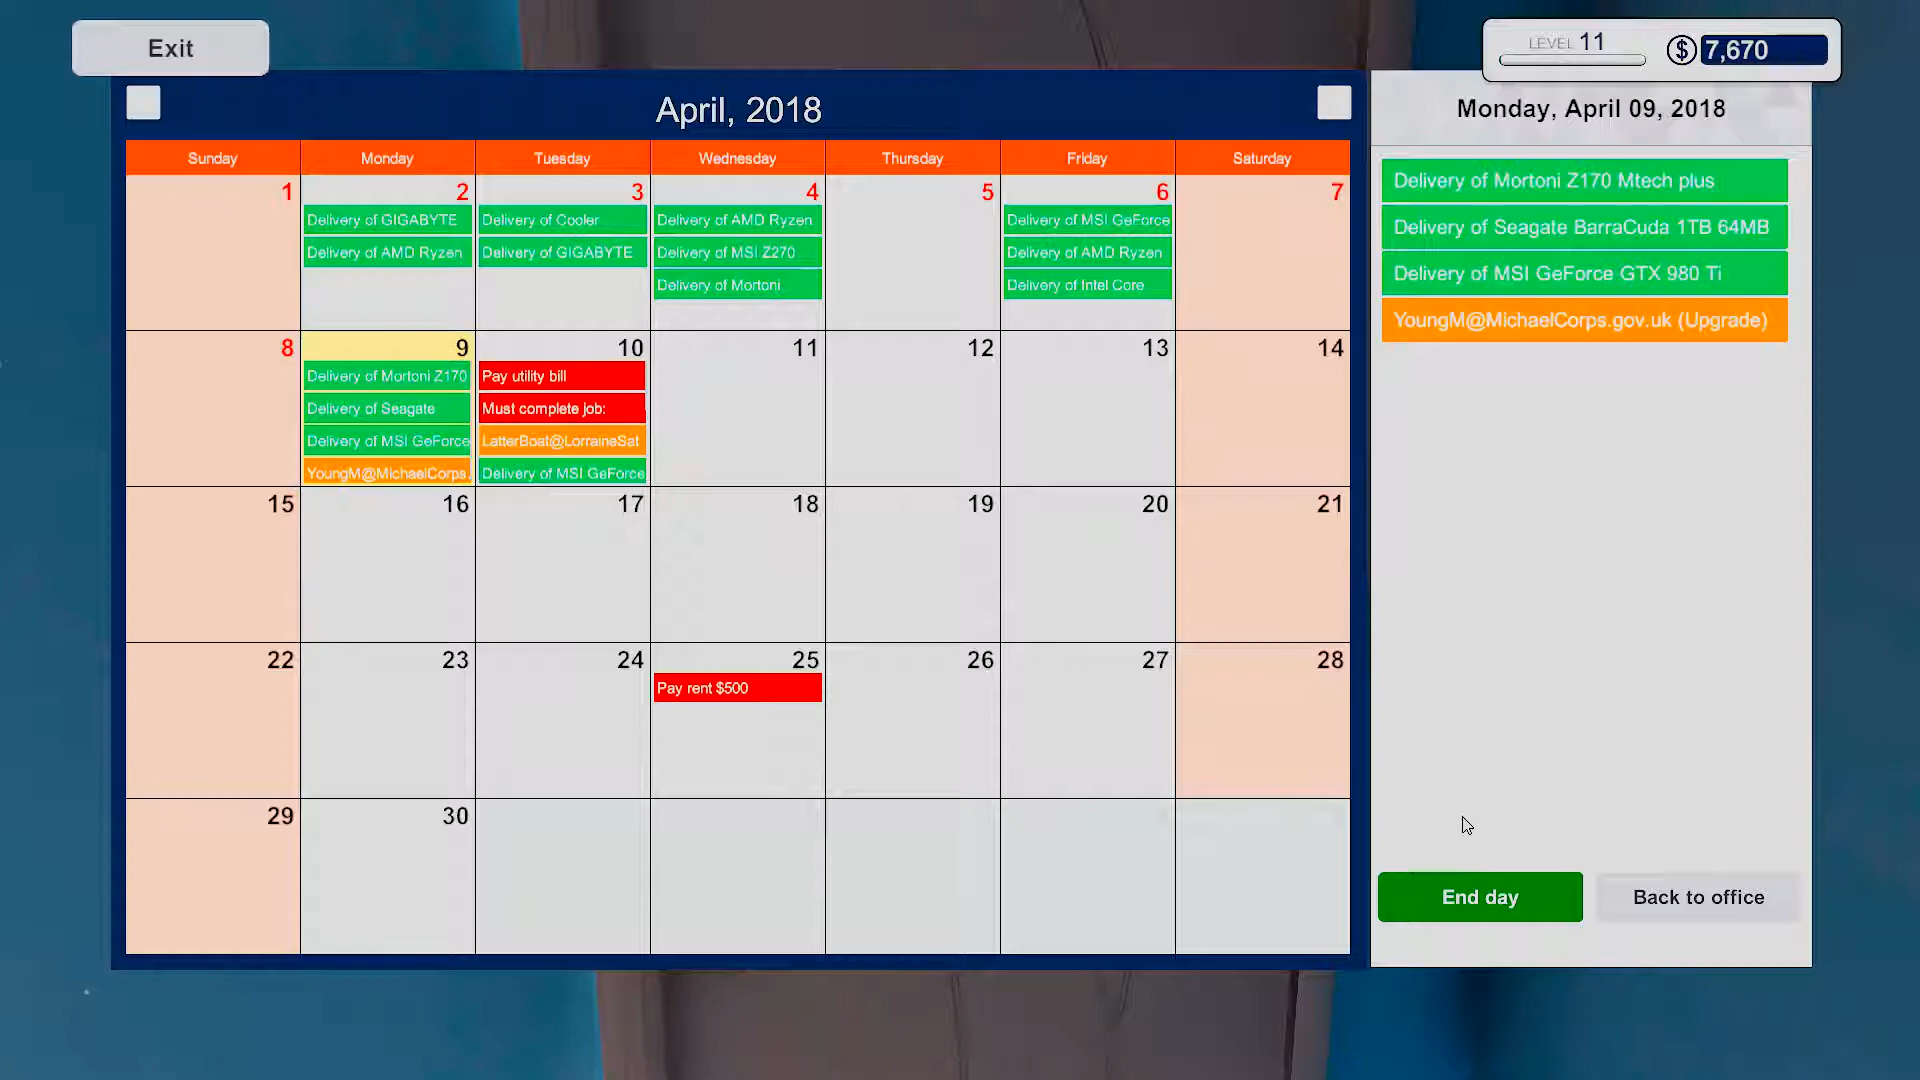 Exit
LEVEL 11
$ 7,670
April, 2018
Sunday Monday Tuesday Wednesday Thursday Friday Saturday
1 2 3 4 5 6 7
Delivery of GIGABYTE
Delivery of AMD Ryzen
Delivery of Cooler
Delivery of GIGABYTE
Delivery of AMD Ryzen
Delivery of MSI Z270
Delivery of Mortoni
Delivery of MSI GeForce
Delivery of AMD Ryzen
Delivery of Intel Core
8 9 10 11 12 13 14
Delivery of Mortoni Z170
Delivery of Seagate
Delivery of MSI GeForce
YoungM@MichaelCorps.
Pay utility bill
Must complete job:
LatterBoat@LorraineSat
Delivery of MSI GeForce
15 16 17 18 19 20 21
22 23 24 25 26 27 28
Pay rent $500
29 30
Monday, April 09, 2018
Delivery of Mortoni Z170 Mtech plus
Delivery of Seagate BarraCuda 1TB 64MB
Delivery of MSI GeForce GTX 980 Ti
YoungM@MichaelCorps.gov.uk (Upgrade)
End day
Back to office